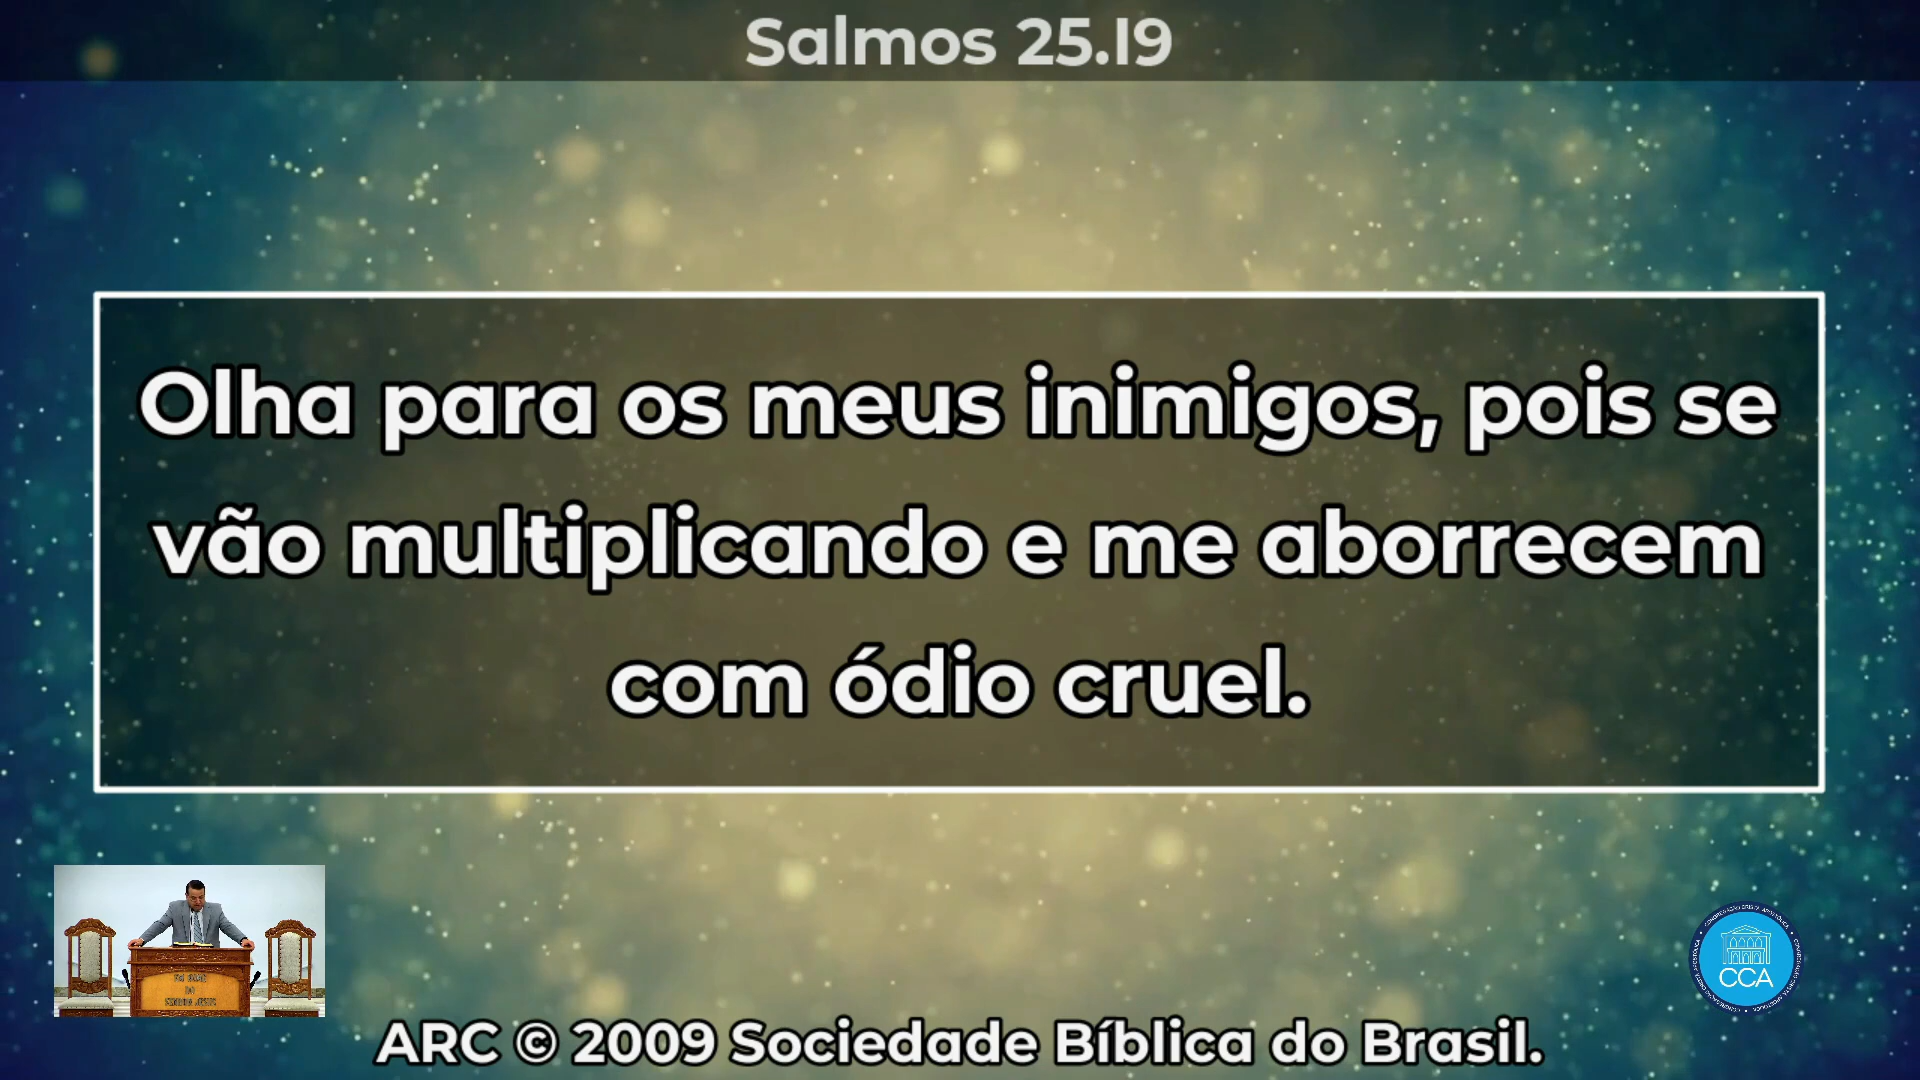 Salmos 25.19
Olha para os meus inimigos, pois se
vão multiplicando e me aborrecem
com ódio cruel.
CCA
ARC © 2009 Sociedade Bíblica do Brasil.